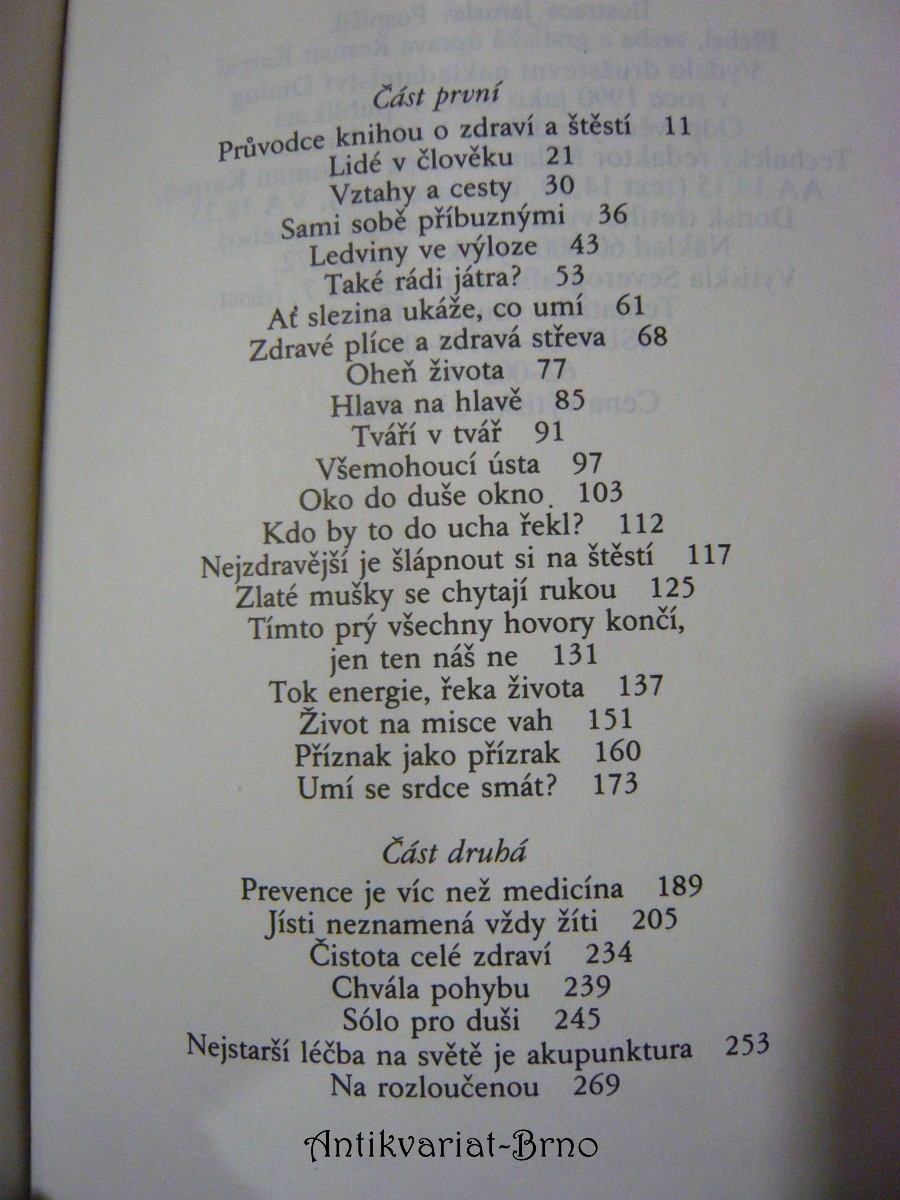 Část první
Průvodce knihou o zdraví a štěstí 11
Lidé v člověku 21
Vztahy a cesty 30
Sami sobě příbuznými 36
Ledviny ve výloze 43
Také rádi játra? 53
Ať slezina ukáže, co umí 61
Zdravé plíce a zdravá střeva 68
Oheň života 77
Hlava na hlavě 85
Tváří v tvář 91
Všemohoucí ústa 97
Oko do duše okno 103
Kdo by to do ucha řekl? 112
Nejzdravější je šlápnout si na štěstí 117
Zlaté mušky se chytají rukou 125
Tímto prý všechny hovory končí,
jen ten náš ne 131
Tok energie, řeka života 137
Život na misce vah 151
Příznak jako přízrak 160
Umí se srdce smát? 173
Část druhá
Prevence je víc než medicína 189
Jísti neznamená vždy žíti 205
Čistota celé zdraví 234
Chvála pohybu 239
Sólo pro duši 245
Nejstarší léčba na světě je akupunktura 253
Na rozloučenou 269
Antikvariat-Brno